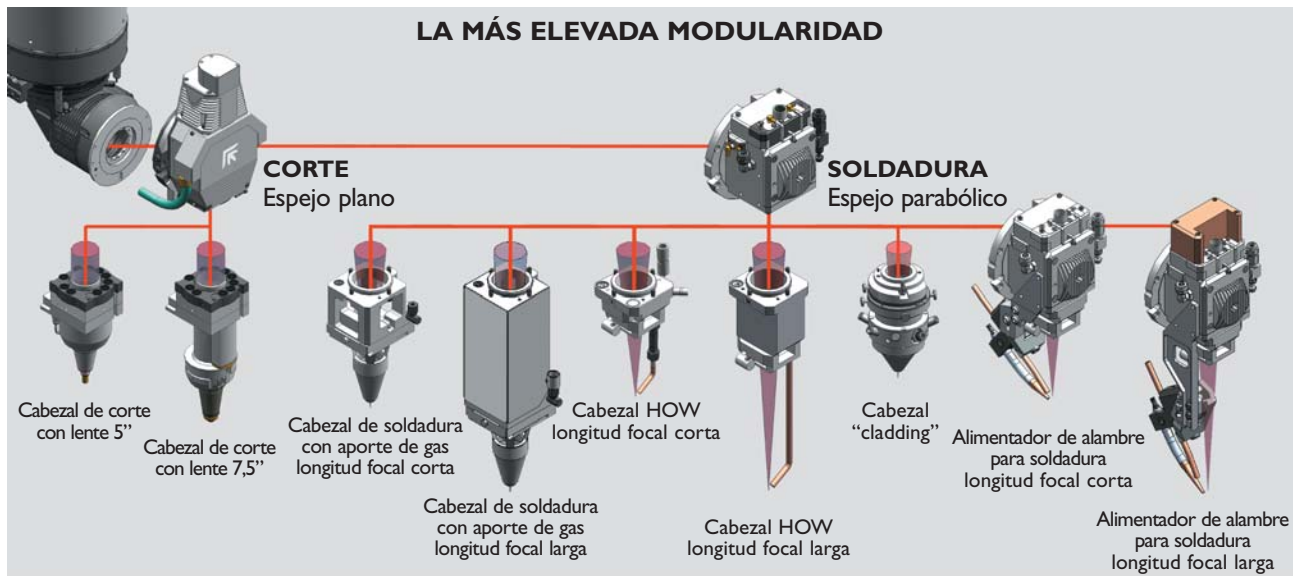 LA MÁS ELEVADA MODULARIDAD
CORTE
Espejo plano
SOLDADURA
Espejo parabólico
Cabezal de corte
con lente 5”
Cabezal de corte
con lente 7,5”
Cabezal de soldadura
con aporte de gas
longitud focal corta
Cabezal de soldadura
con aporte de gas
longitud focal larga
Cabezal HOW
longitud focal corta
Cabezal HOW
longitud focal larga
Cabezal
“cladding”
Alimentador de alambre
para soldadura
longitud focal corta
Alimentador de alambre
para soldadura
longitud focal larga